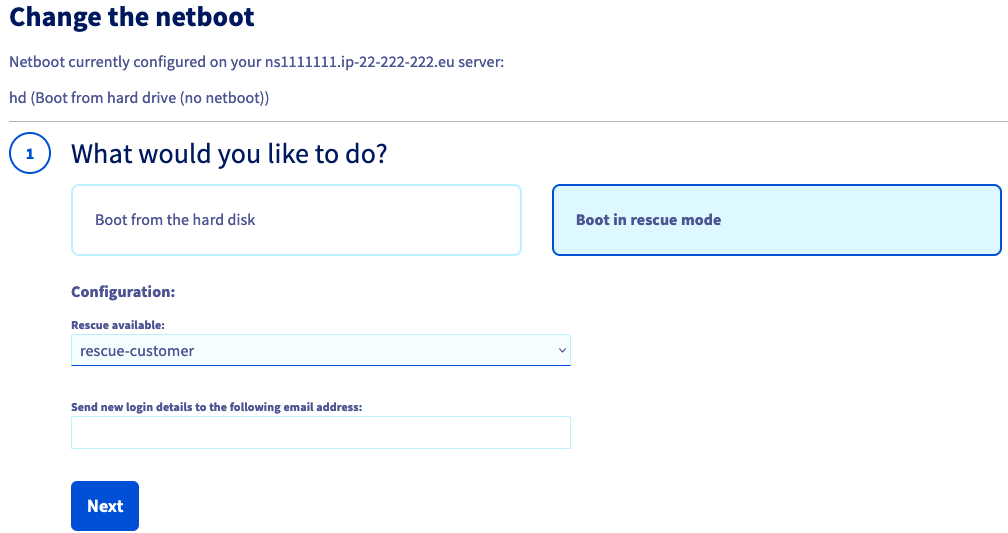 Change the netboot
Netboot currently configured on your ns1111111.ip-22-222-222.eu server:
hd (Boot from hard drive (no netboot))
1
What would you like to do?
Boot from the hard disk
Boot in rescue mode
Configuration:
Rescue available:
rescue-customer
Send new login details to the following email address:
Next